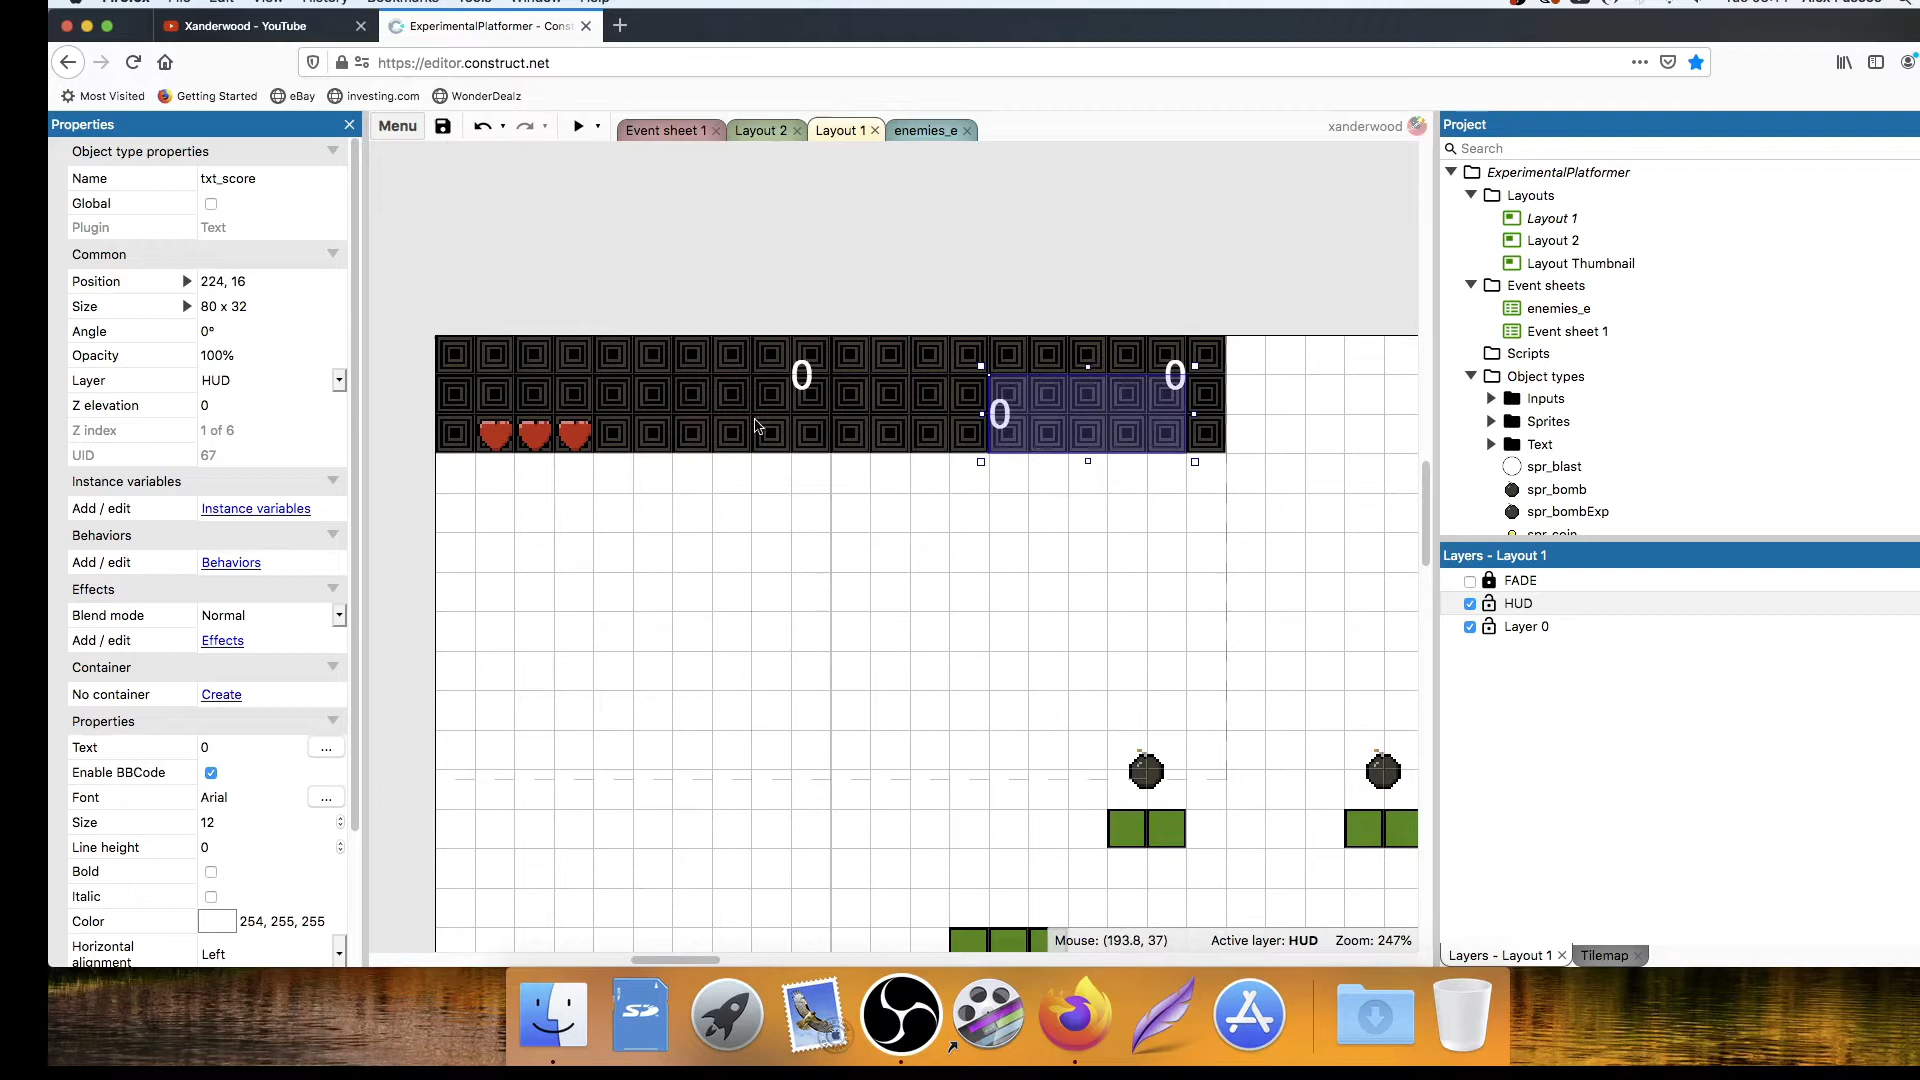 Xanderwood - YouTube
ExperimentalPlatformer - Const
https://editor.construct.net
Most Visited
Getting Started
eBay
investing.com
WonderDealz
Properties
Menu
Event sheet 1
Layout 2
Layout 1
enemies_e
xanderwood
Object type properties
Name txt_score
Global
Plugin Text
Common
Position 224, 16
Size 80 x 32
Angle 0°
Opacity 100%
Layer HUD
Z elevation 0
Z index 1 of 6
UID 67
Instance variables
Add / edit Instance variables
Behaviors
Add / edit Behaviors
Effects
Blend mode Normal
Add / edit Effects
Container
No container Create
Properties
Text 0 ...
Enable BBCode
Font Arial ...
Size 12
Line height 0
Bold
Italic
Color 254, 255, 255
Horizontal
alignment Left
0
0
0
Mouse: (193.8, 37)
Active layer: HUD
Zoom: 247%
Project
Search
ExperimentalPlatformer
Layouts
Layout 1
Layout 2
Layout Thumbnail
Event sheets
enemies_e
Event sheet 1
Scripts
Object types
Inputs
Sprites
Text
spr_blast
spr_bomb
spr_bombExp
spr_coin
Layers - Layout 1
FADE
HUD
Layer 0
Layers - Layout 1
Tilemap